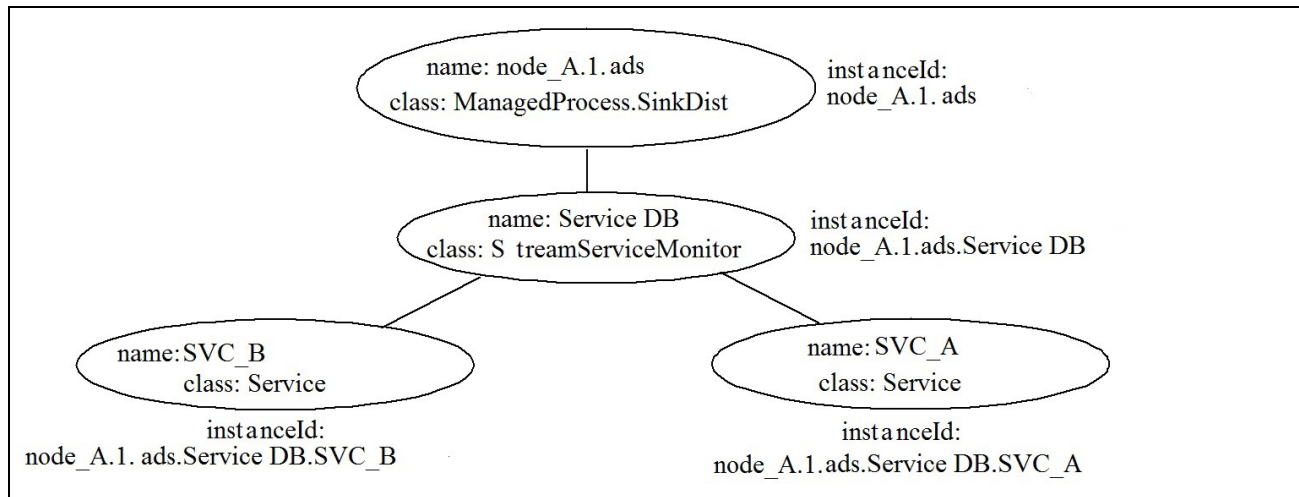 name: node_A.1. ads
class: ManagedProcess.SinkDist
instanceId:
node_A.1. ads
name: Service DB
class: S treamServiceMonitor
instanceId:
node_A.1.ads.Service DB
name: SVC_B
class: Service
instanceId:
node_A.1. ads.Service DB.SVC_B
name: SVC_A
class: Service
instanceId:
node_A.1.ads.Service DB.SVC_A